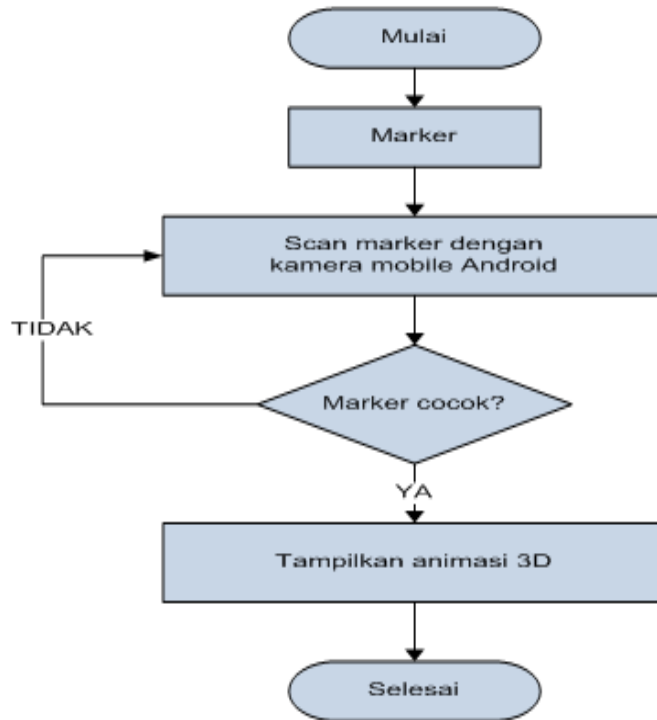 Mulai
Marker
Scan marker dengan
kamera mobile Android
TIDAK
Marker cocok?
YA
Tampilkan animasi 3D
Selesai